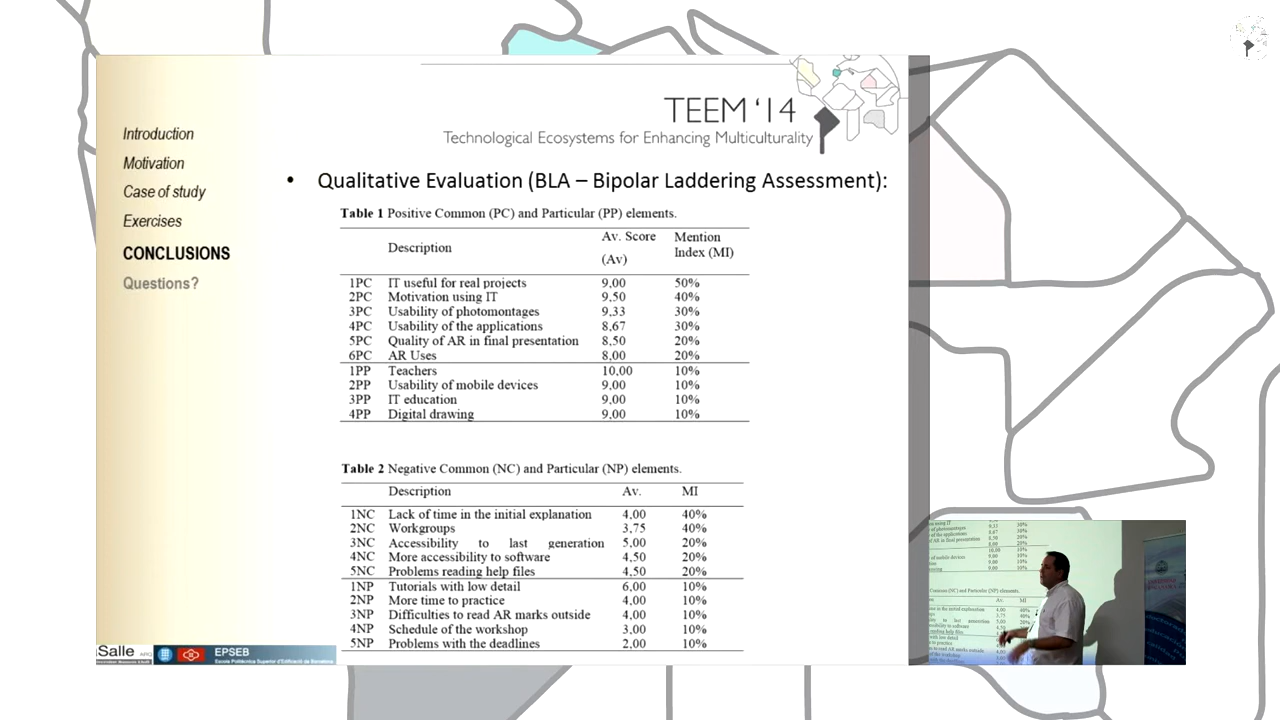 TEEM ‘14
Technological Ecosystems for Enhancing Multiculturality
Introduction
Motivation
Case of study
Exercises
CONCLUSIONS
Questions?
• Qualitative Evaluation (BLA – Bipolar Laddering Assessment):
Table 1 Positive Common (PC) and Particular (PP) elements.
Description Av. Score (Av) Mention Index (MI)
1PC IT useful for real projects 9,00 50%
2PC Motivation using IT 9,50 40%
3PC Usability of photomontages 9,33 30%
4PC Usability of the applications 8,67 30%
5PC Quality of AR in final presentation 8,50 20%
6PC AR Uses 8,00 20%
1PP Teachers 10,00 10%
2PP Usability of mobile devices 9,00 10%
3PP IT education 9,00 10%
4PP Digital drawing 9,00 10%
Table 2 Negative Common (NC) and Particular (NP) elements.
Description Av. MI
1NC Lack of time in the initial explanation 4,00 40%
2NC Workgroups 3,75 40%
3NC Accessibility to last generation 5,00 20%
4NC More accessibility to software 4,50 20%
5NC Problems reading help files 4,50 20%
1NP Tutorials with low detail 6,00 10%
2NP More time to practice 4,00 10%
3NP Difficulties to read AR marks outside 4,00 10%
4NP Schedule of the workshop 3,00 10%
5NP Problems with the deadlines 2,00 10%
Salle
EPSEB